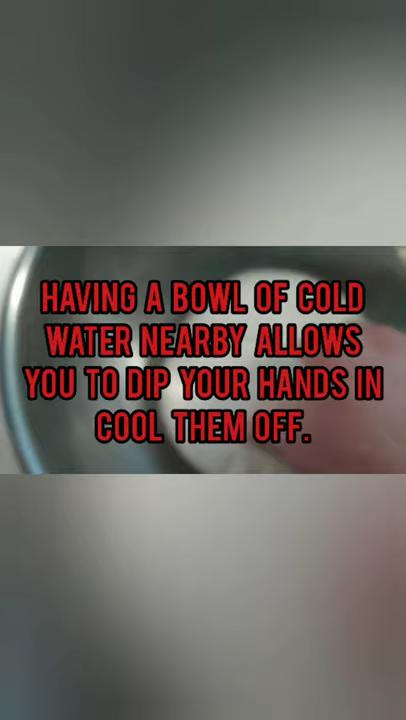 HAVING A BOWL OF COLD
WATER NEARBY ALLOWS
YOU TO DIP YOUR HANDS IN
COOL THEM OFF.